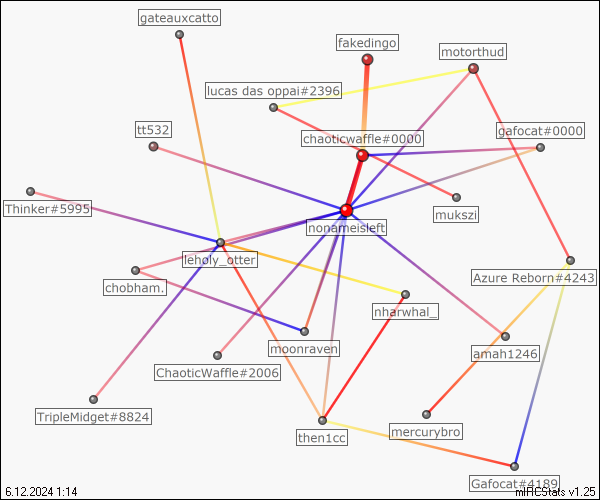 gateauxcatto
fakedingo
motorthud
lucas das oppai#2396
tt532
chaoticwaffle#0000
gafocat#0000
Thinker#5995
mukszi
nonameisleft
leholy_otter
Azure Reborn#4243
chobham.
nharwhal_
moonraven
amah1246
ChaoticWaffle#2006
TripleMidget#8824
then1cc
mercurybro
Gafocat#4189
6.12.2024 1:14
mIRCStats v1.25